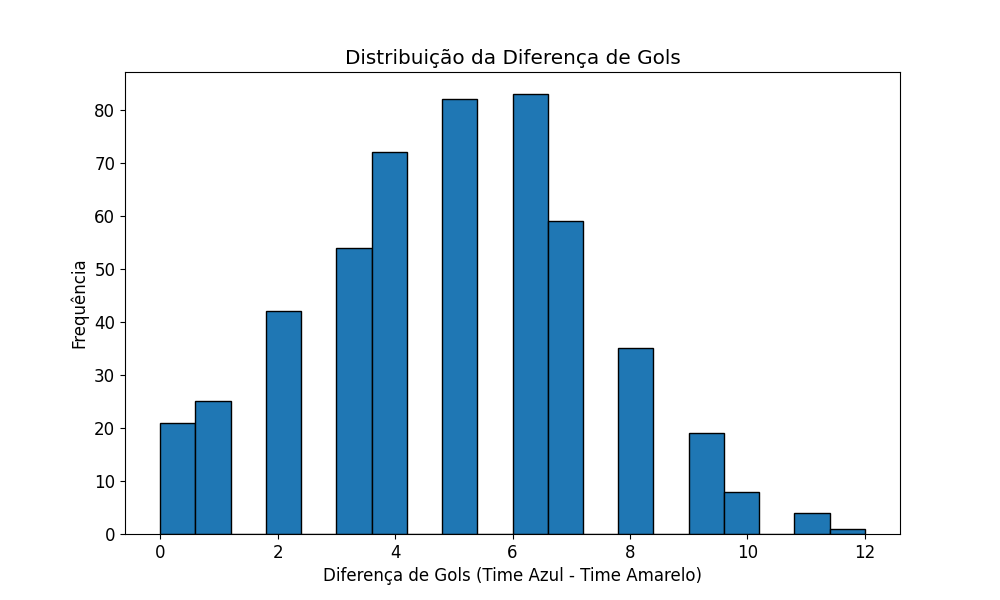 Distribuição da Diferença de Gols
Frequência
80
70
60
50
40
30
20
10
0
0 2 4 6 8 10 12
Diferença de Gols (Time Azul - Time Amarelo)